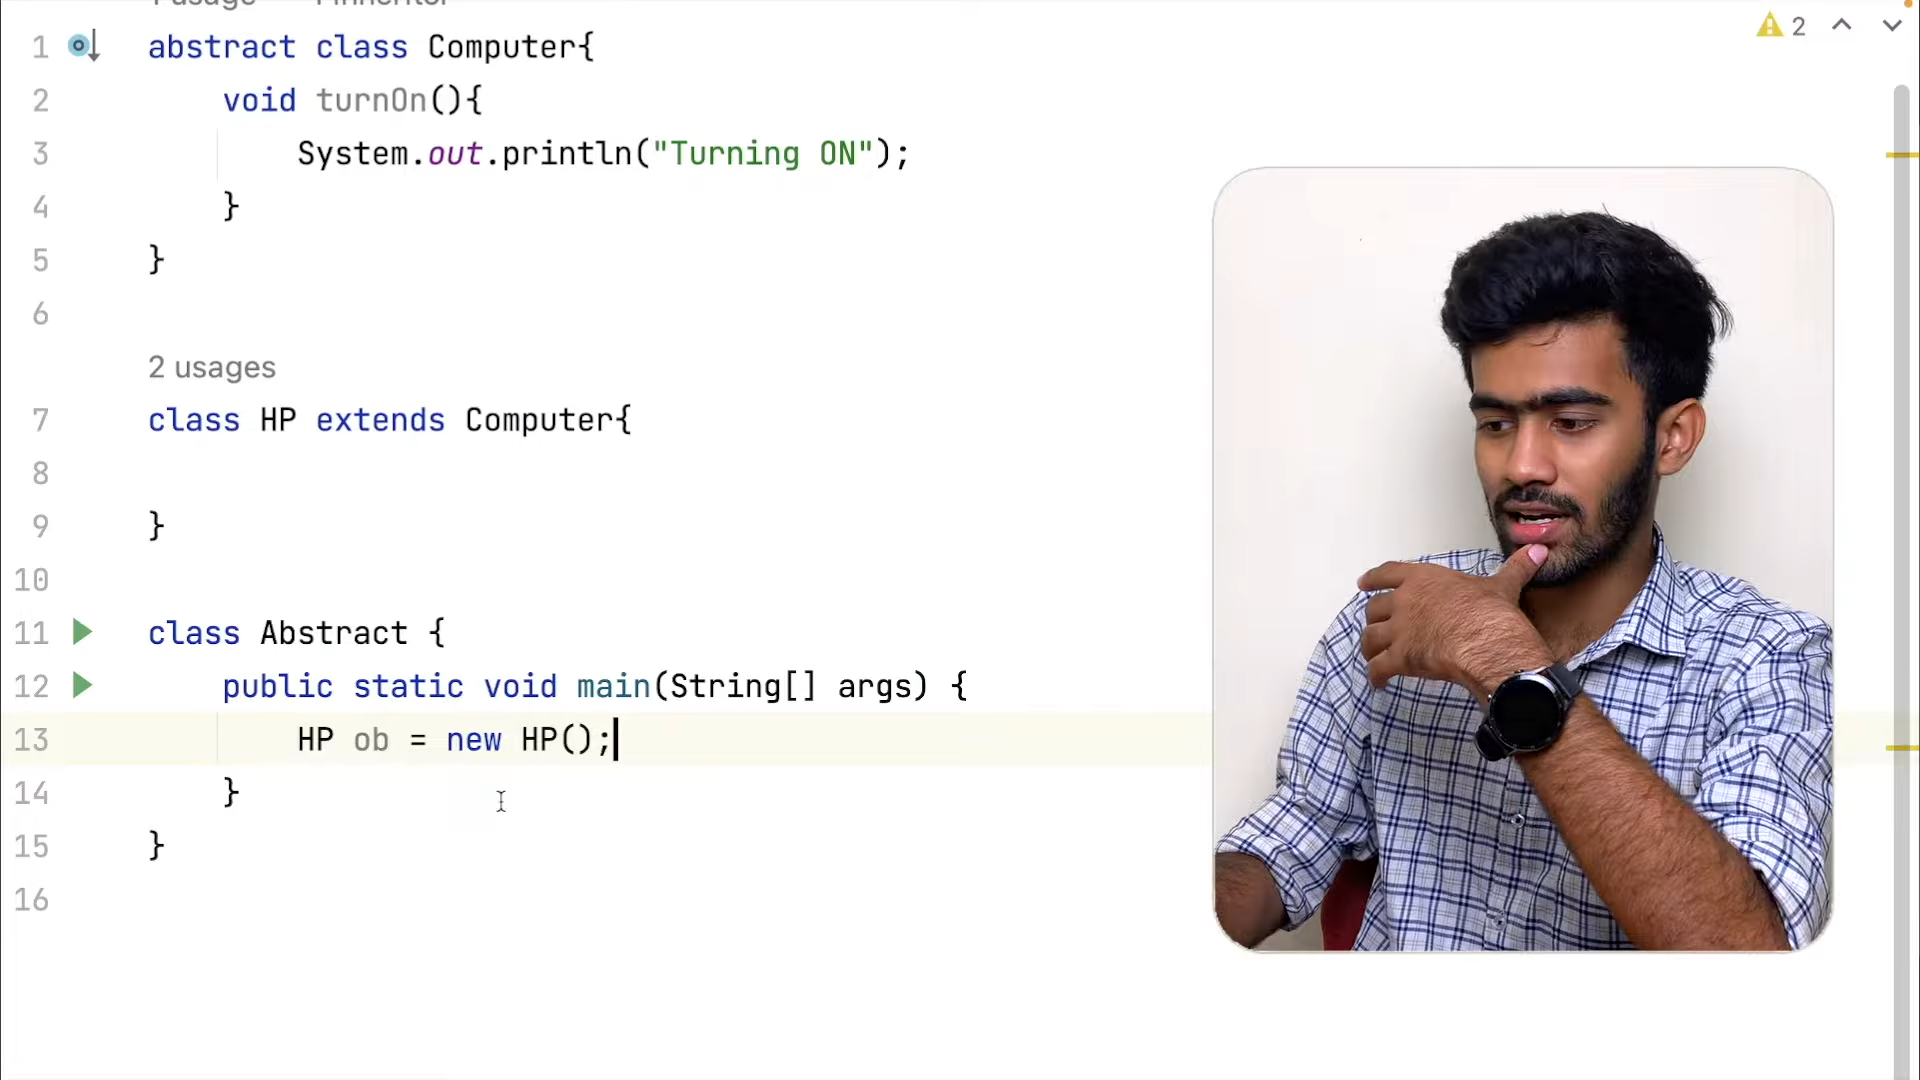 1 abstract class Computer{
2 void turnOn(){
3 System.out.println("Turning ON");
4 }
5 }
6
2 usages
7 class HP extends Computer{
8
9 }
10
11 class Abstract {
12 public static void main(String[] args) {
13 HP ob = new HP();
14 }
15 }
16
2